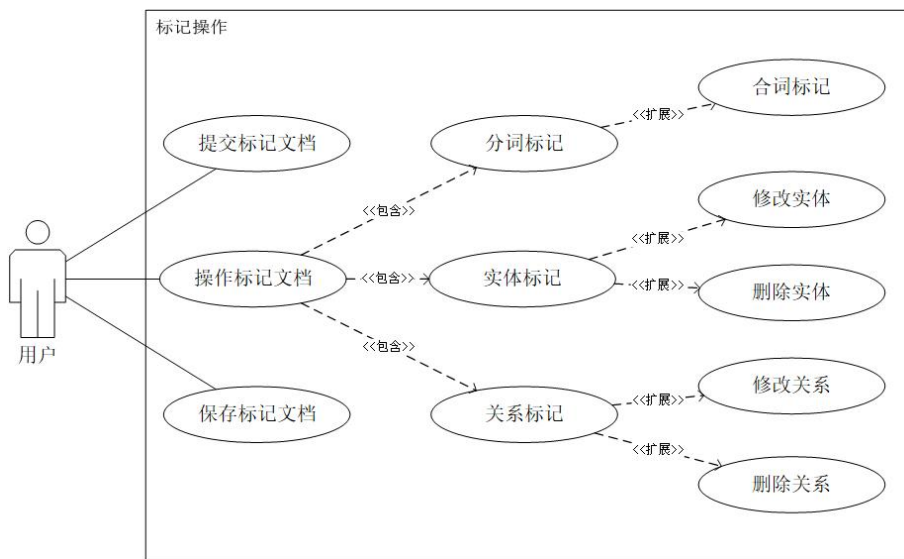 标记操作
合词标记
<<扩展>>
提交标记文档
分词标记
修改实体
<<包含>>
<<扩展>>
操作标记文档
<<包含>>
实体标记
<<扩展>>
删除实体
用户
<<包含>>
修改关系
<<扩展>>
保存标记文档
关系标记
<<扩展>>
删除关系